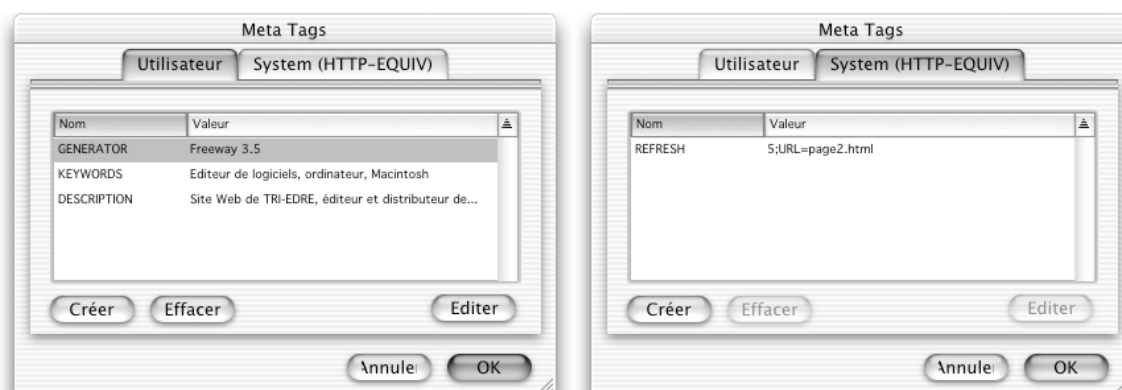 Meta Tags
Utilisateur System (HTTP-EQUIV)
Nom Valeur
GENERATOR Freeway 3.5
KEYWORDS Editeur de logiciels, ordinateur, Macintosh
DESCRIPTION Site Web de TRI-EDRE, éditeur et distributeur de...
Créer Effacer Editer
Annuler OK
Meta Tags
Utilisateur System (HTTP-EQUIV)
Nom Valeur
REFRESH 5;URL=page2.html
Créer Effacer Editer
Annuler OK